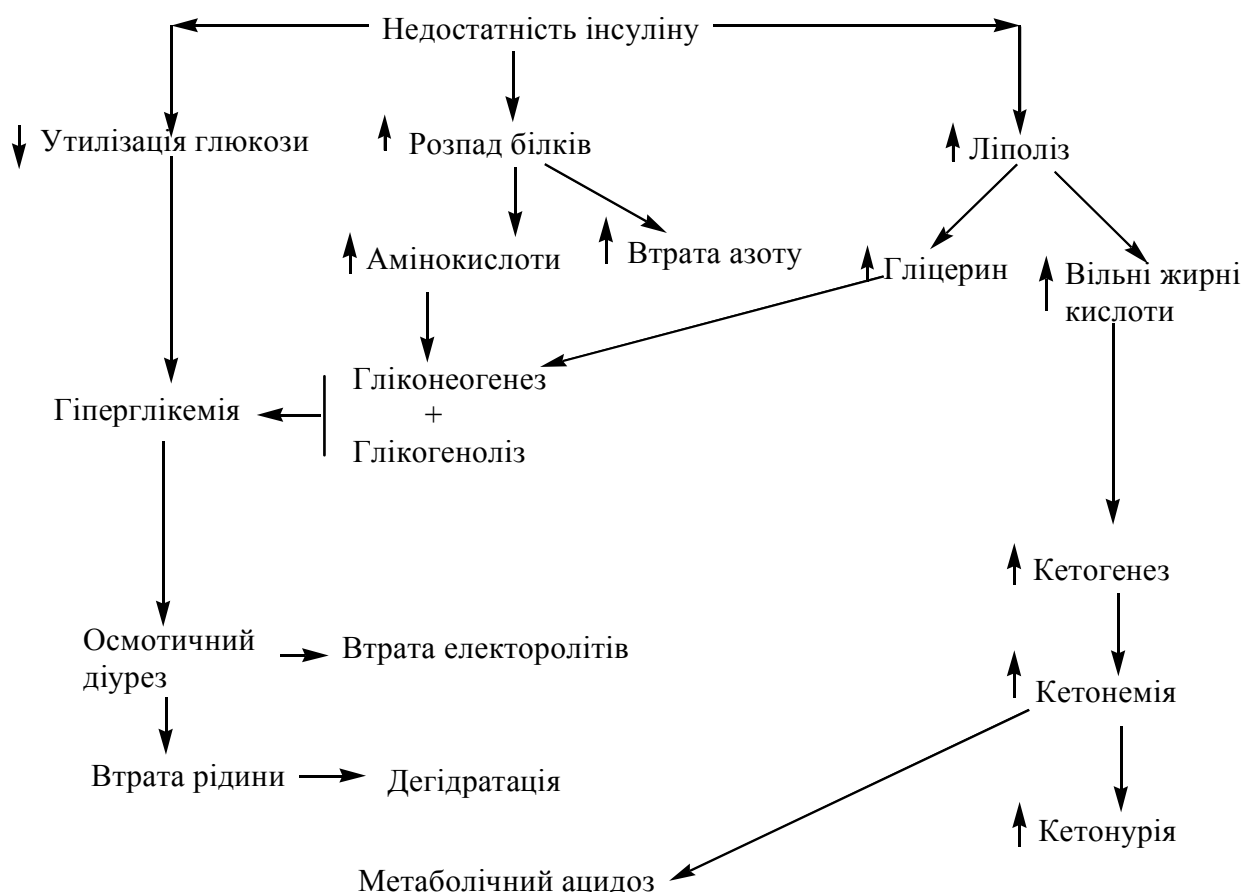 Недостатність інсуліну
Утилізація глюкози
Розпад білків
Ліполіз
Амінокислоти
Втрата азоту
Гліцерин
Вільні жирні
кислоти
Гліконеогенез
+
Глікогеноліз
Гіперглікемія
Кетогенез
Осмотичний
діурез
Втрата електоролітів
Кетонемія
Втрата рідини
Дегідратація
Кетонурія
Метаболічний ацидоз